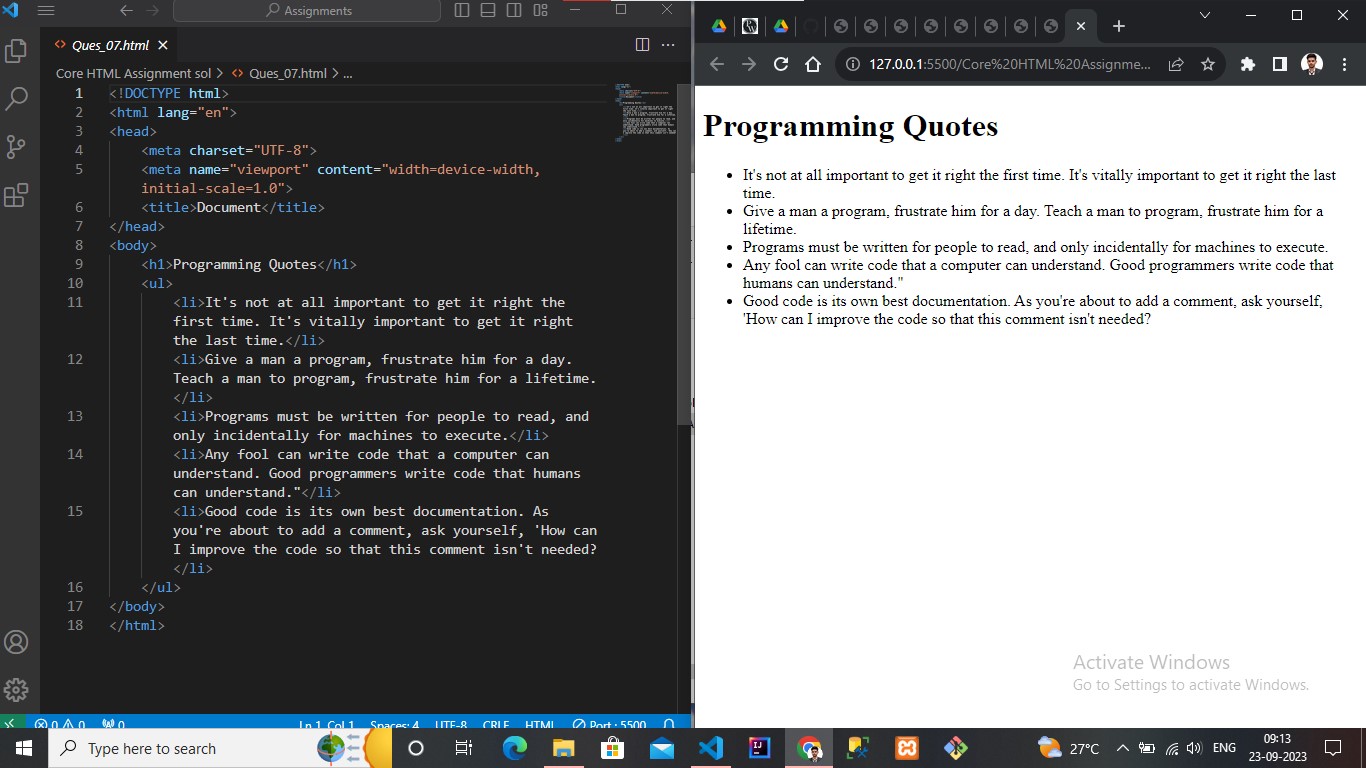 Assignments
Ques_07.html
Core HTML Assignment sol > Ques_07.html > ...
1 <!DOCTYPE html>
2 <html lang="en">
3 <head>
4 <meta charset="UTF-8">
5 <meta name="viewport" content="width=device-width,
initial-scale=1.0">
6 <title>Document</title>
7 </head>
8 <body>
9 <h1>Programming Quotes</h1>
10 <ul>
11 <li>It's not at all important to get it right the
first time. It's vitally important to get it right
the last time.</li>
12 <li>Give a man a program, frustrate him for a day.
Teach a man to program, frustrate him for a lifetime.
</li>
13 <li>Programs must be written for people to read, and
only incidentally for machines to execute.</li>
14 <li>Any fool can write code that a computer can
understand. Good programmers write code that humans
can understand."</li>
15 <li>Good code is its own best documentation. As
you're about to add a comment, ask yourself, 'How can
I improve the code so that this comment isn't needed?
</li>
16 </ul>
17 </body>
18 </html>
0 0 0 Ln 1, Col 1 Spaces: 4 UTF-8 CRLF HTML Port : 5500
127.0.0.1:5500/Core%20HTML%20Assignme...
Programming Quotes
• It's not at all important to get it right the first time. It's vitally important to get it right the last
time.
• Give a man a program, frustrate him for a day. Teach a man to program, frustrate him for a
lifetime.
• Programs must be written for people to read, and only incidentally for machines to execute.
• Any fool can write code that a computer can understand. Good programmers write code that
humans can understand."
• Good code is its own best documentation. As you're about to add a comment, ask yourself,
'How can I improve the code so that this comment isn't needed?
Activate Windows
Go to Settings to activate Windows.
Type here to search
27°C ENG 09:13
23-09-2023